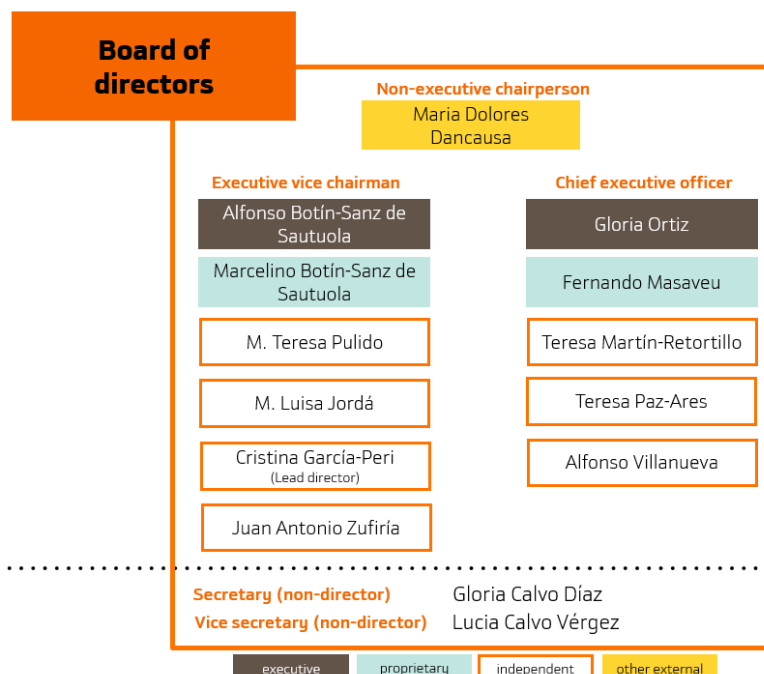 Board of
directors
Non-executive chairperson
Maria Dolores
Dancausa
Executive vice chairman
Alfonso Botín-Sanz de
Sautuola
Marcelino Botín-Sanz de
Sautuola
M. Teresa Pulido
M. Luisa Jordá
Cristina García-Peri
(Lead director)
Juan Antonio Zufiría
Chief executive officer
Gloria Ortiz
Fernando Masaveu
Teresa Martín-Retortillo
Teresa Paz-Ares
Alfonso Villanueva
Secretary (non-director) Gloria Calvo Díaz
Vice secretary (non-director) Lucia Calvo Vérgez
executive proprietary independent other external